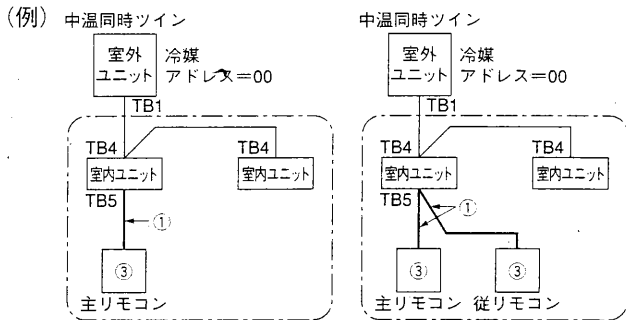 (例) 中温同時ツイン
室外
ユニット
冷媒
アドレス=00
TB1
TB4
TB4
室内ユニット
室内ユニット
TB5
①
③
主リモコン
中温同時ツイン
室外
ユニット
冷媒
アドレス=00
TB1
TB4
TB4
室内ユニット
室内ユニット
TB5
①
③
③
主リモコン 従リモコン